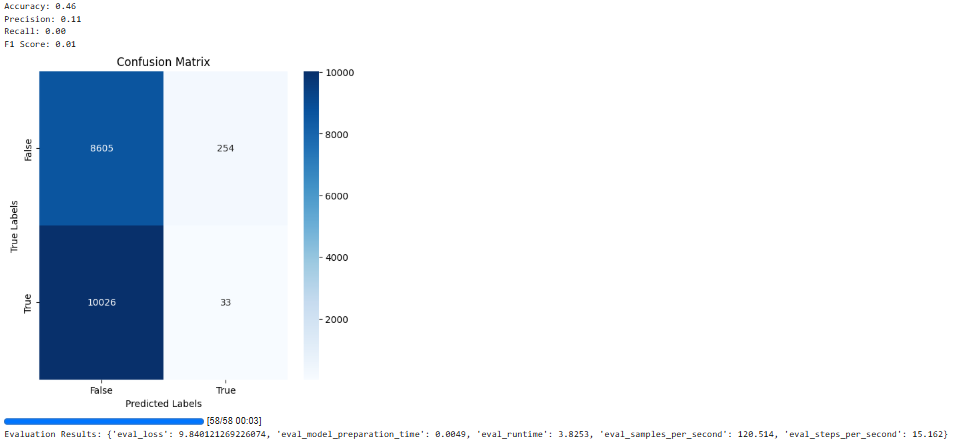 Accuracy: 0.46
Precision: 0.11
Recall: 0.00
F1 Score: 0.01
Confusion Matrix
10000
8000
6000
4000
2000
False
True
True Labels
8605
254
10026
33
False
True
Predicted Labels
[58/58 00:03]
Evaluation Results: {'eval_loss': 9.840121269226074, 'eval_model_preparation_time': 0.0049, 'eval_runtime': 3.8253, 'eval_samples_per_second': 120.514, 'eval_steps_per_second': 15.162}